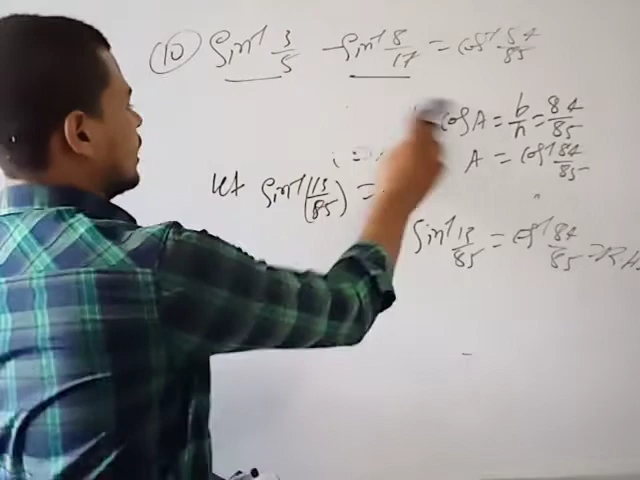 (10) Sin⁻¹ 3/5 - Sin⁻¹ 8/17 = cos⁻¹ 84/85
cos A = b/h = 84/85
A = cos⁻¹ 84/85
let Sin⁻¹ (13/85) =
Sin⁻¹ 13/85 = cos⁻¹ 84/85 = R.H